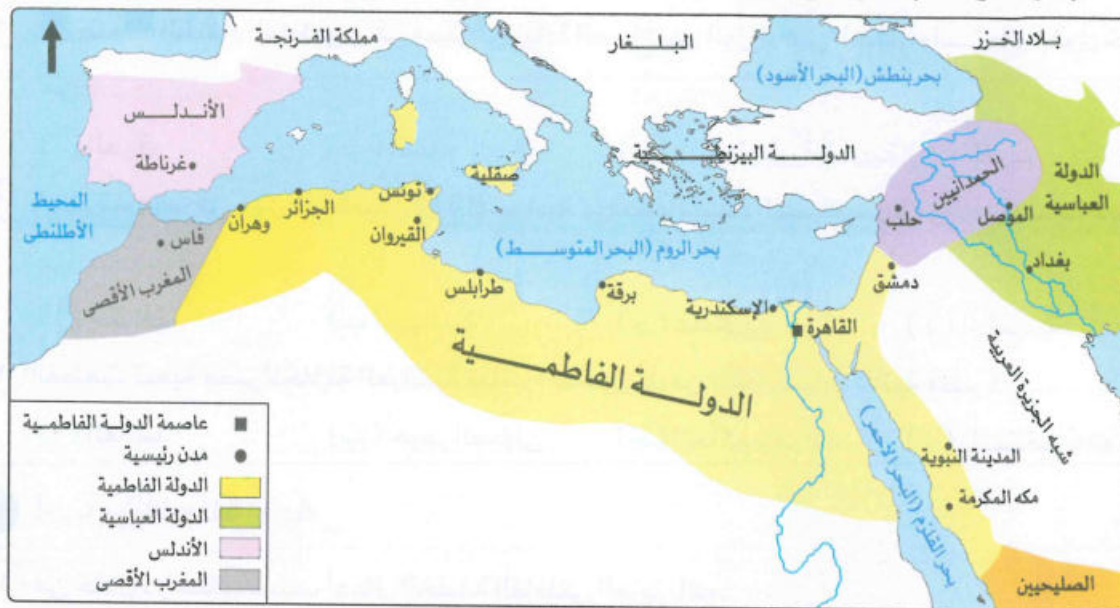 مملكة الفرنجة
البلغار
بلاد الخزر
بحر بنطش (البحر الأسود)
الأندلس
غرناطة
الدولة البيزنطية
الحمدانيين
الدولة
العباسية
صقلية
تونس
الجزائر
وهران
القيروان
المحيط
الأطلنطى
فاس
المغرب الأقصى
حلب
الموصل
بغداد
دمشق
بحر الروم (البحر المتوسط)
طرابلس
برقة
الإسكندرية
القاهرة
الدولة الفاطمية
شبه الجزيرة العربية
المدينة النبوية
مكه المكرمة
بحر القلزم (البحر الأحمر)
الصليحيين
عاصمة الدولة الفاطمية
مدن رئيسية
الدولة الفاطمية
الدولة العباسية
الأندلس
المغرب الأقصى